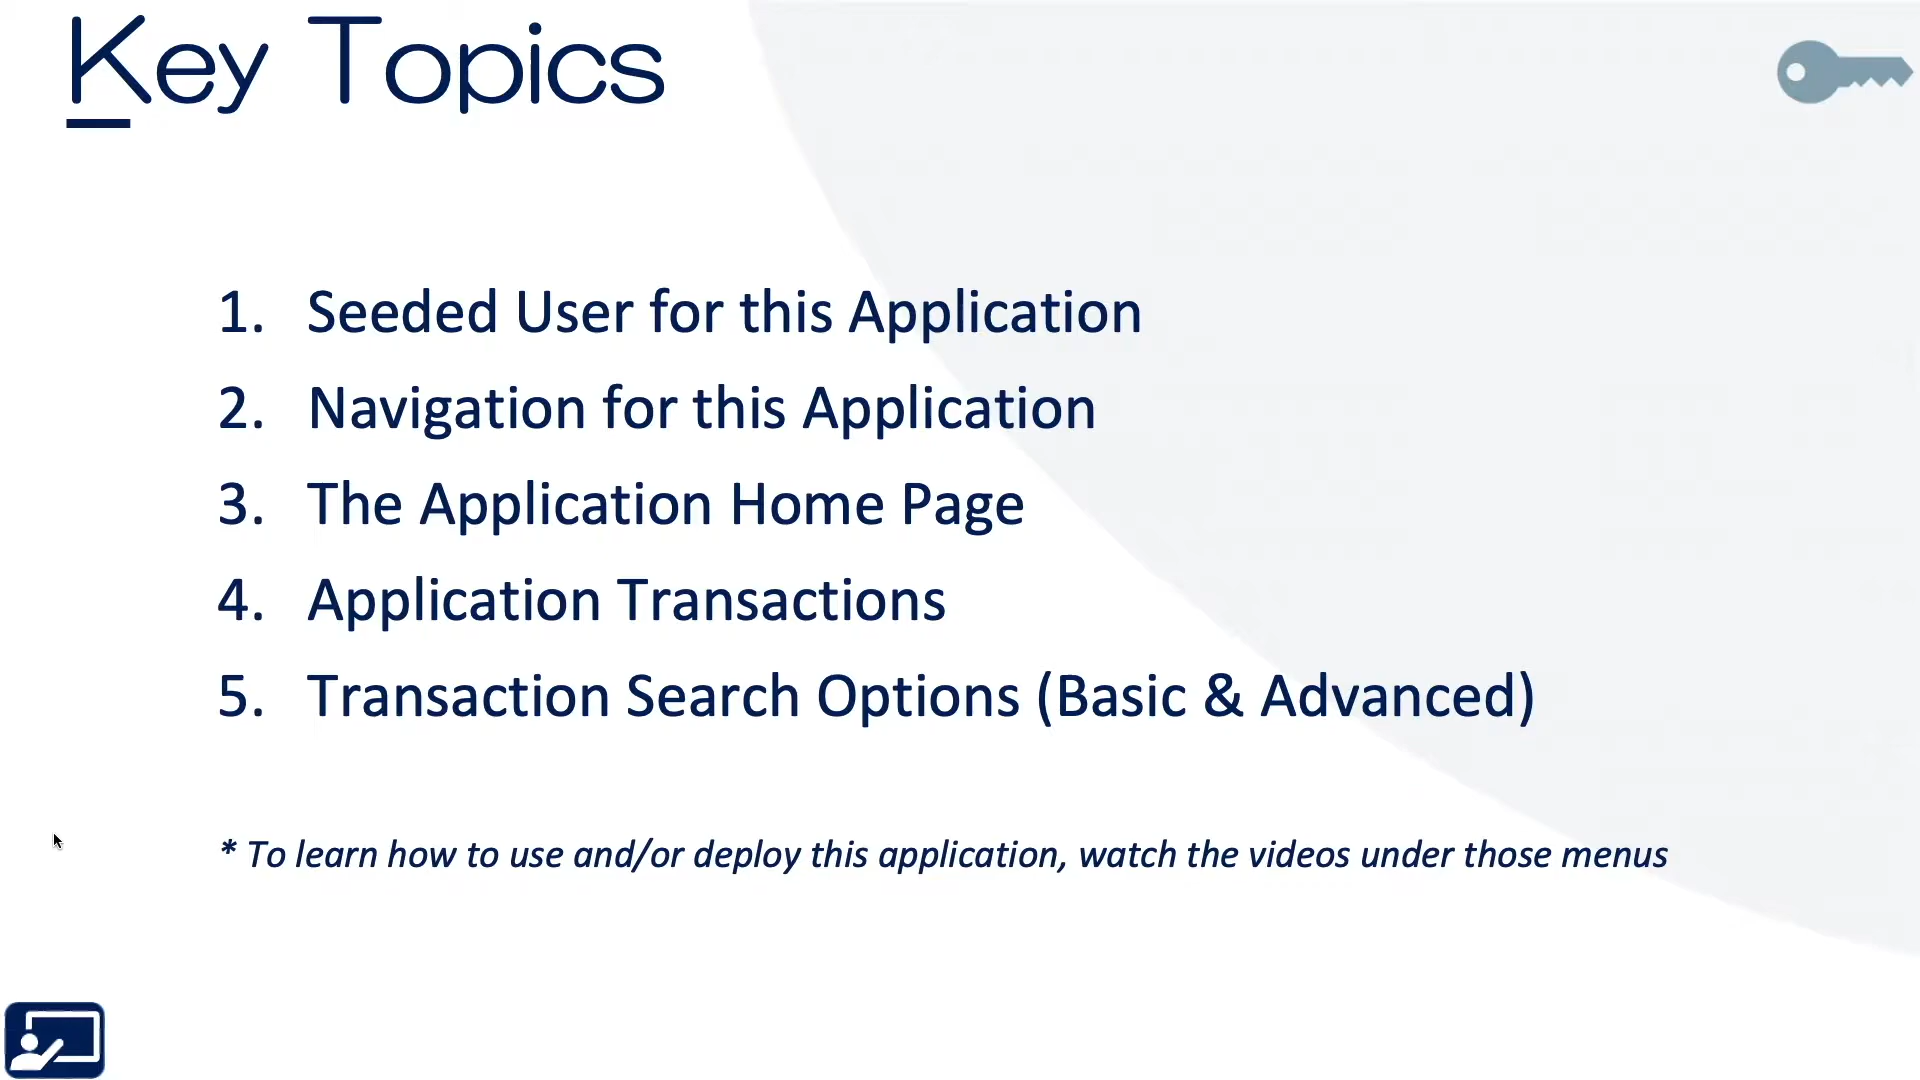 Key Topics
1. Seeded User for this Application
2. Navigation for this Application
3. The Application Home Page
4. Application Transactions
5. Transaction Search Options (Basic & Advanced)
* To learn how to use and/or deploy this application, watch the videos under those menus